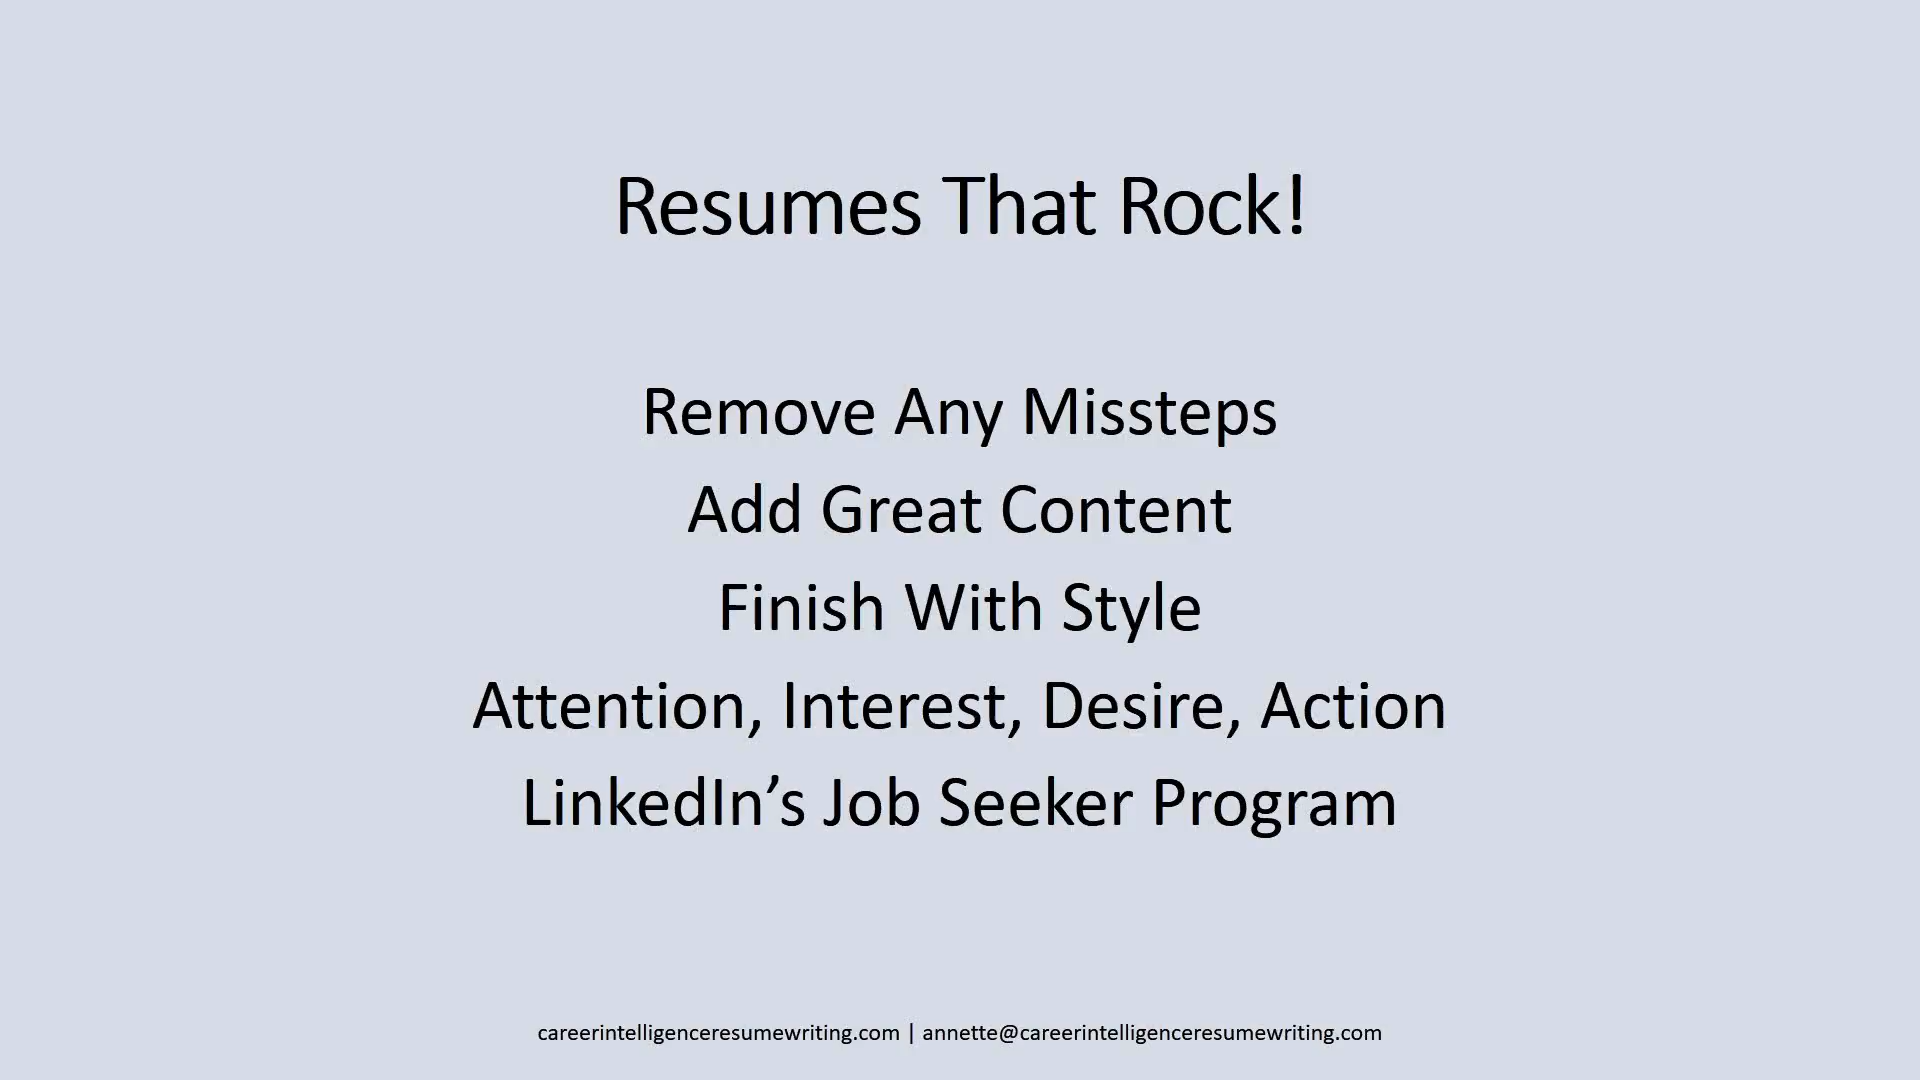 Resumes That Rock!
Remove Any Missteps
Add Great Content
Finish With Style
Attention, Interest, Desire, Action
LinkedIn’s Job Seeker Program
careerintelligenceresumewriting.com | annette@careerintelligenceresumewriting.com